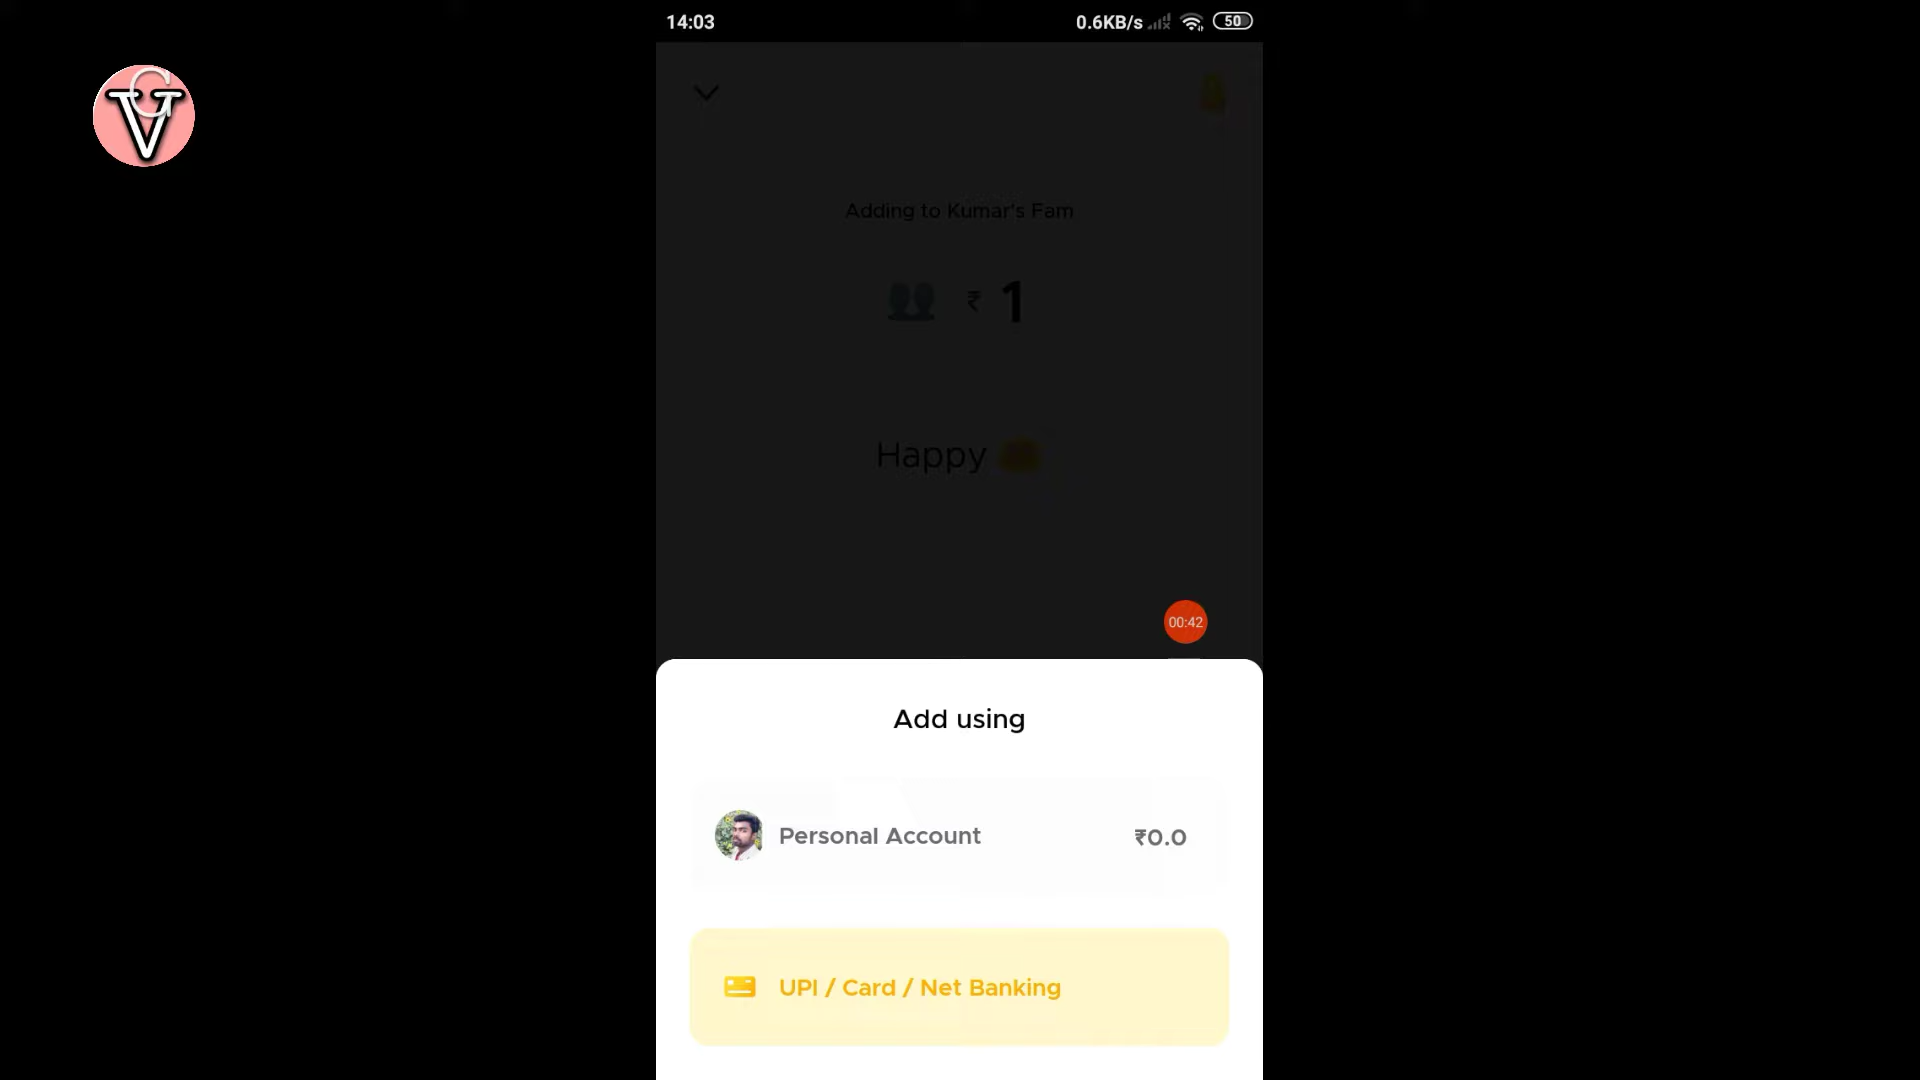 14:03
0.6KB/s
50
VG
Adding to Kumar's Fam
₹ 1
Happy
00:42
Add using
Personal Account
₹0.0
UPI / Card / Net Banking